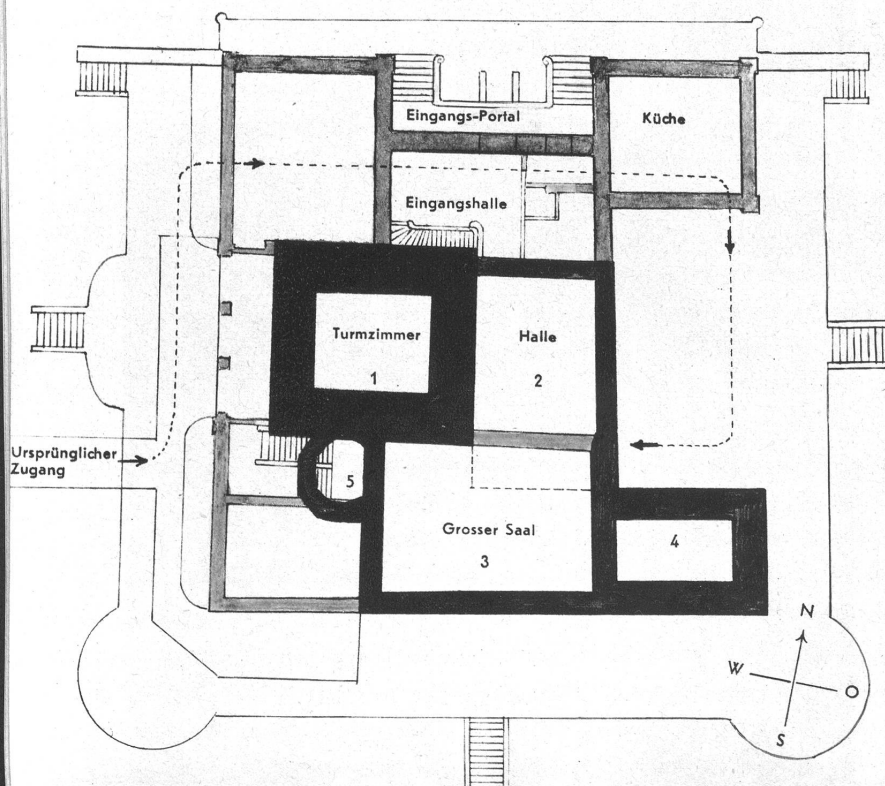 Eingangs-Portal
Küche
Eingangshalle
Turmzimmer
1
Halle
2
Ursprünglicher
Zugang
5
Grosser Saal
3
4
N
W
O
S